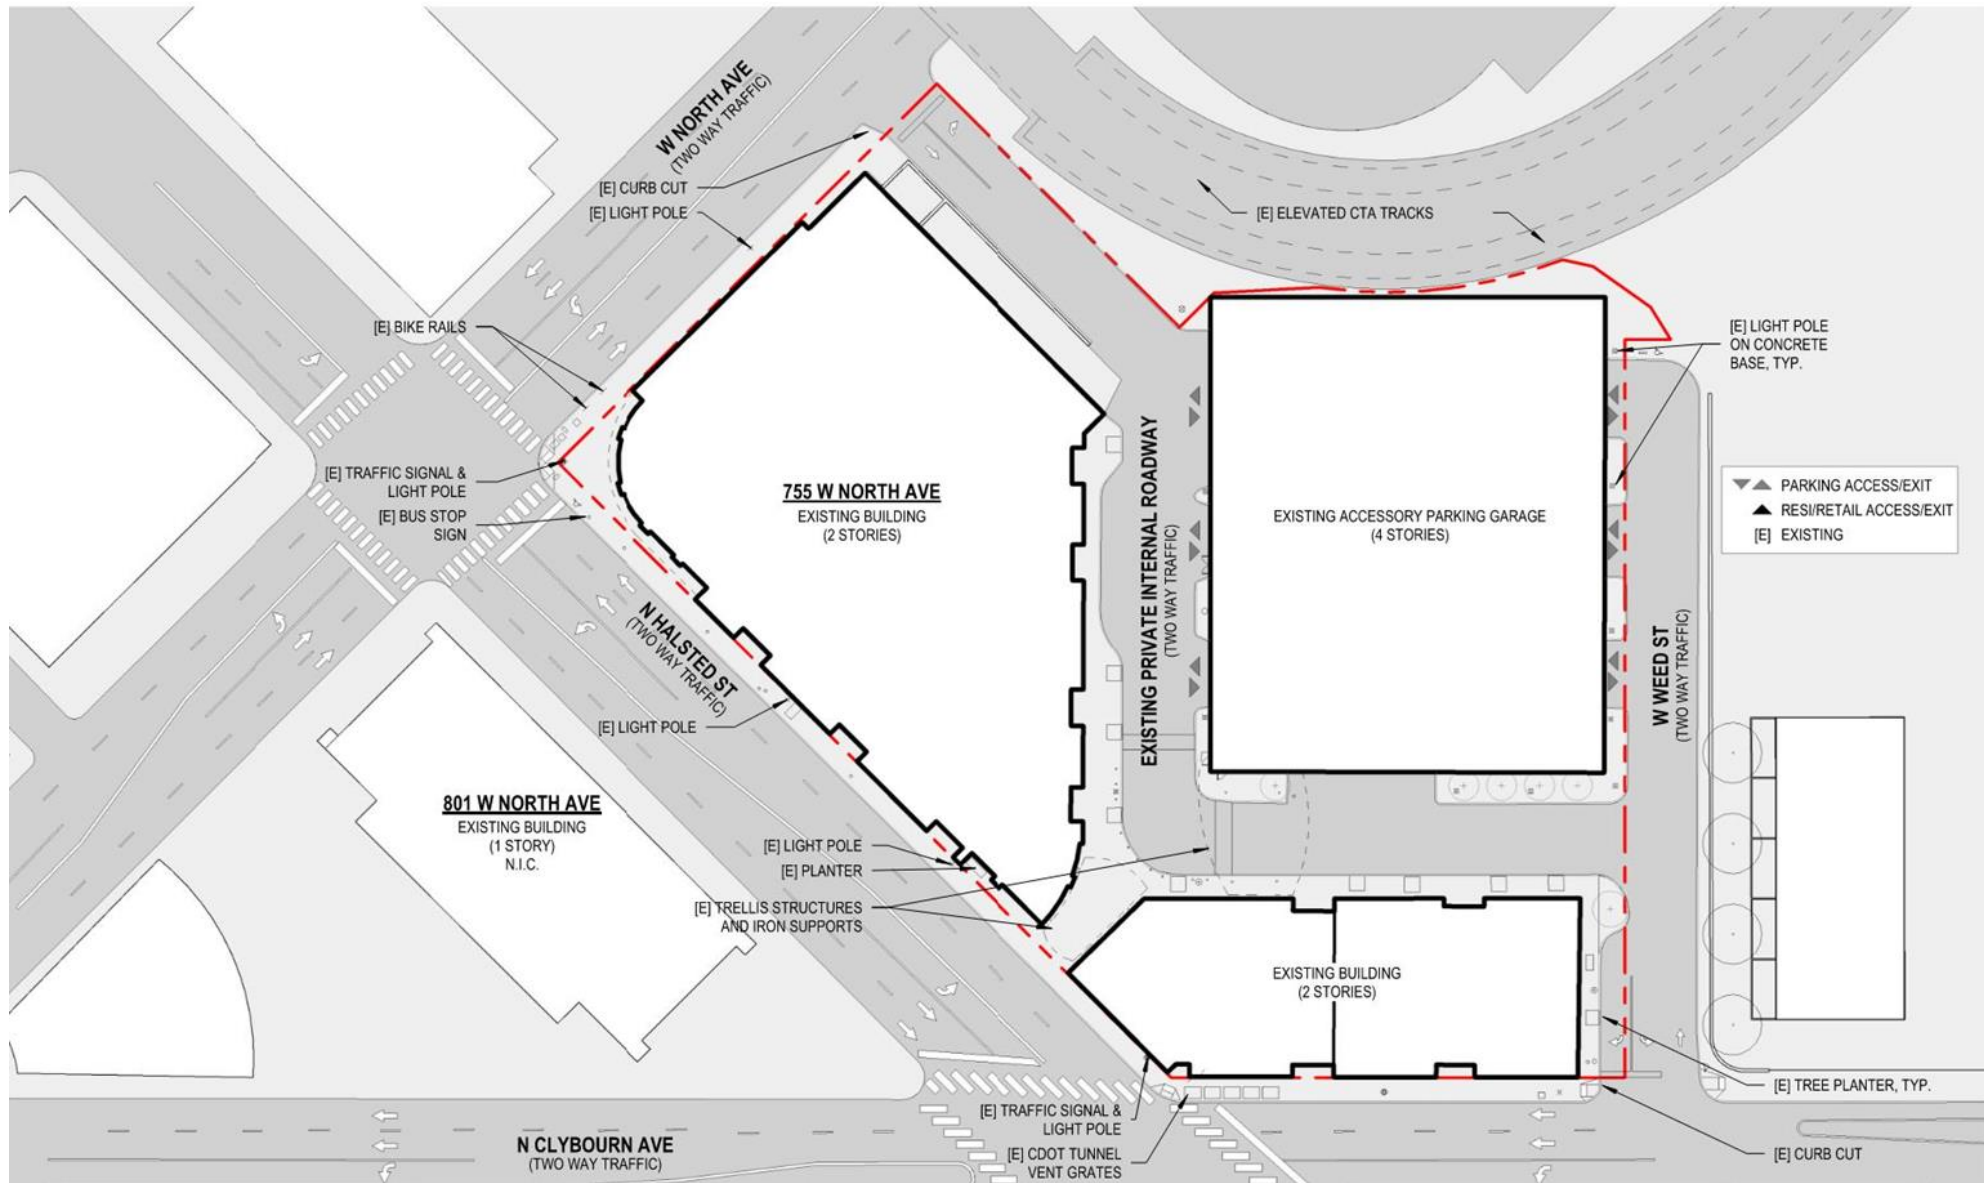 W NORTH AVE
(TWO WAY TRAFFIC)
[E] CURB CUT
[E] LIGHT POLE
[E] ELEVATED CTA TRACKS
[E] BIKE RAILS
[E] LIGHT POLE
ON CONCRETE
BASE, TYP.
[E] TRAFFIC SIGNAL &
LIGHT POLE
[E] BUS STOP
SIGN
755 W NORTH AVE
EXISTING BUILDING
(2 STORIES)
EXISTING PRIVATE INTERNAL ROADWAY
(TWO WAY TRAFFIC)
EXISTING ACCESSORY PARKING GARAGE
(4 STORIES)
PARKING ACCESS/EXIT
RESI/RETAIL ACCESS/EXIT
[E] EXISTING
N HALSTED ST
(TWO WAY TRAFFIC)
W WEED ST
(TWO WAY TRAFFIC)
[E] LIGHT POLE
801 W NORTH AVE
EXISTING BUILDING
(1 STORY)
N.I.C.
[E] LIGHT POLE
[E] PLANTER
[E] TRELLIS STRUCTURES
AND IRON SUPPORTS
EXISTING BUILDING
(2 STORIES)
[E] TREE PLANTER, TYP.
[E] TRAFFIC SIGNAL &
LIGHT POLE
[E] CDOT TUNNEL
VENT GRATES
[E] CURB CUT
N CLYBOURN AVE
(TWO WAY TRAFFIC)